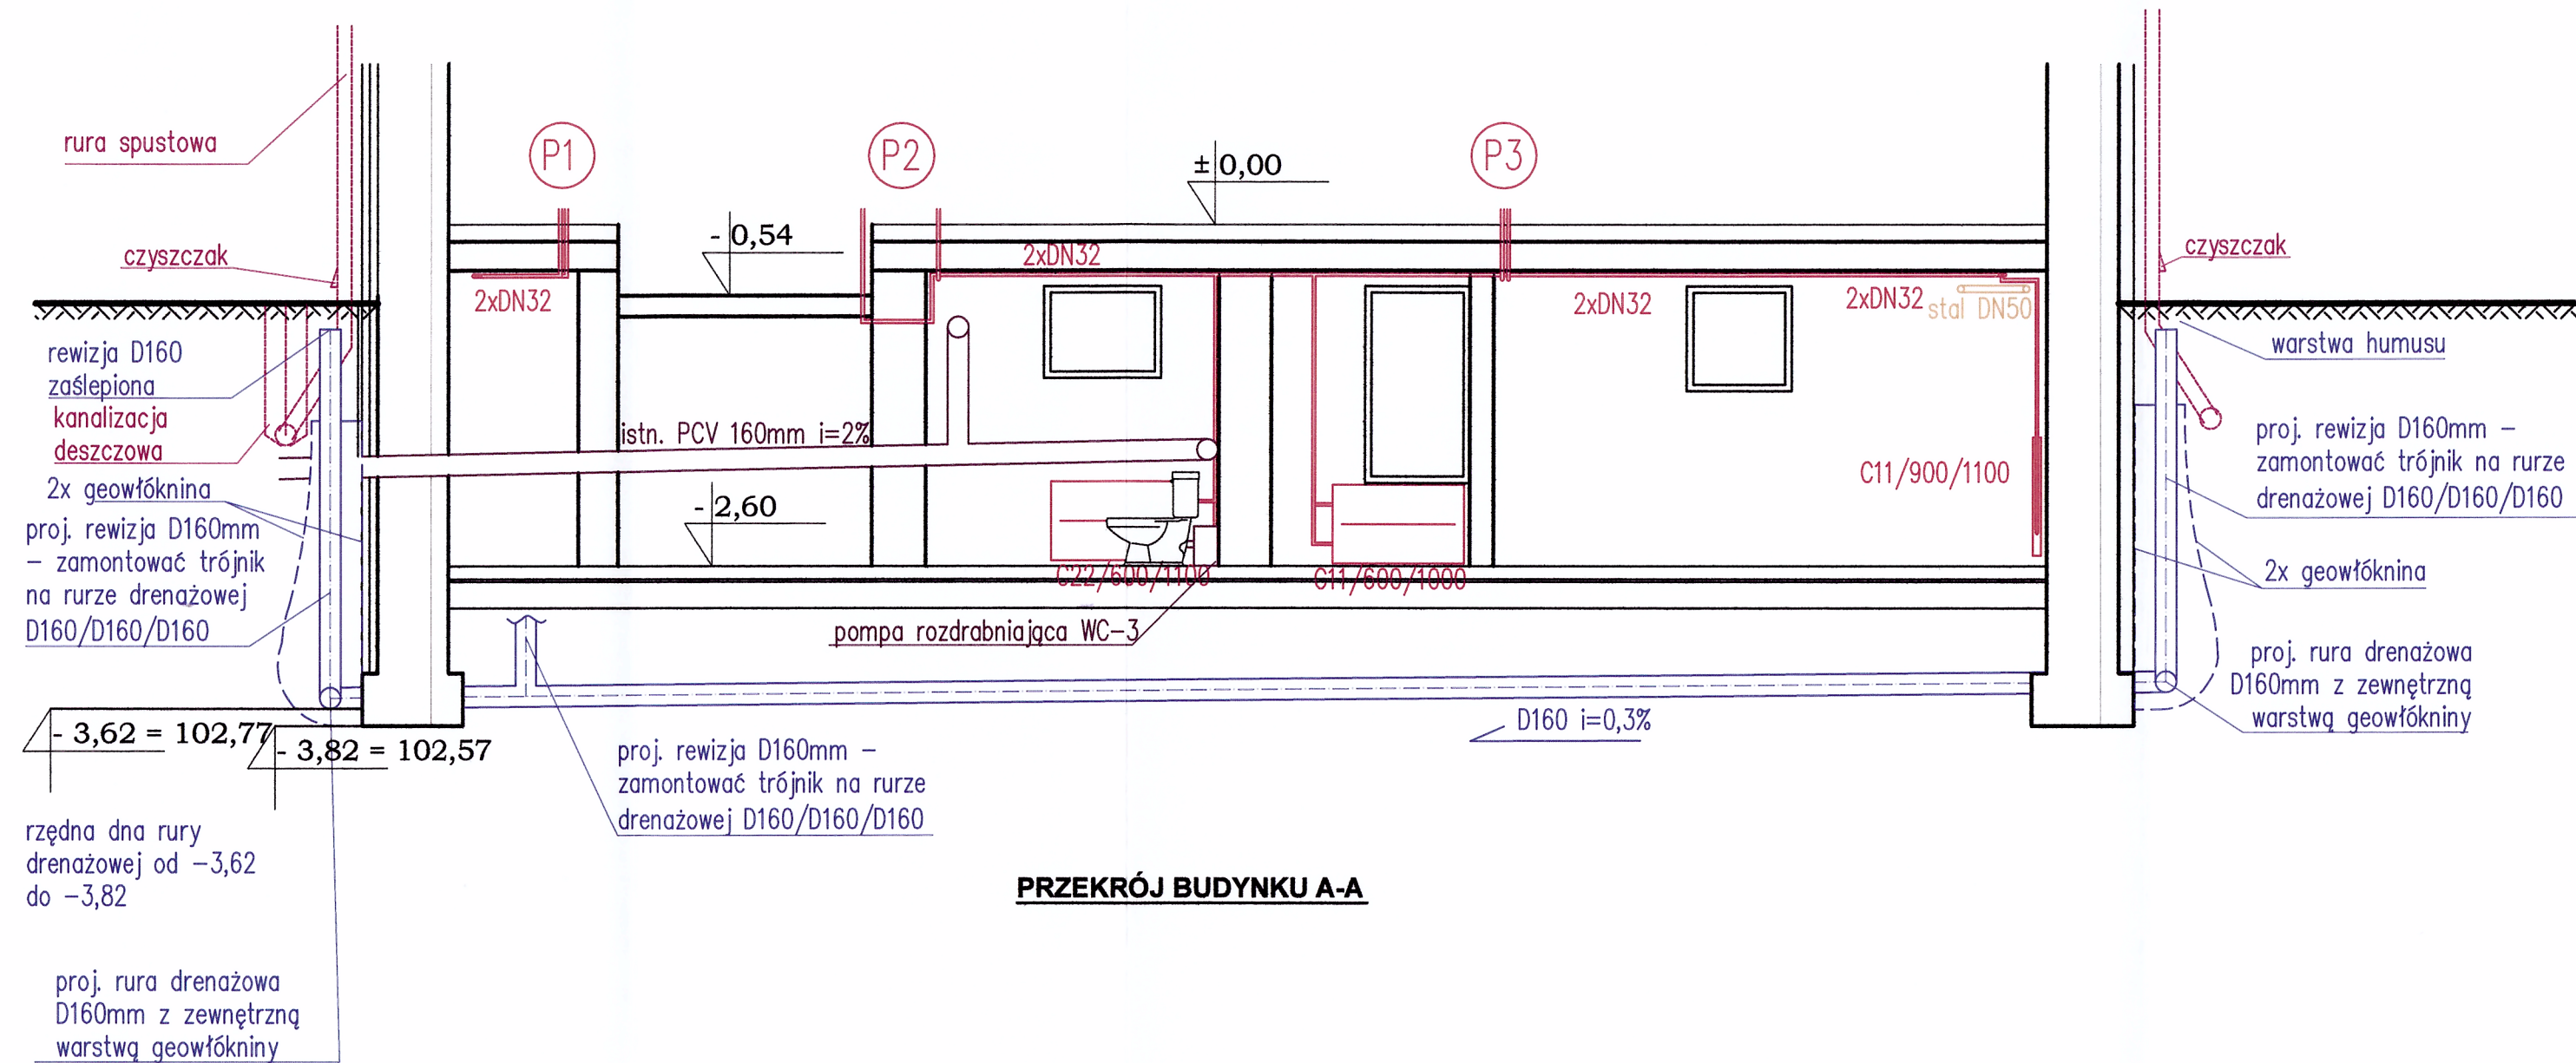 rura spustowa
P1
P2
± 0,00
P3
- 0,54
czyszczak
czyszczak
2xDN32
2xDN32
2xDN32
2xDN32
stal DN50
rewizja D160
zaślepiona
kanalizacja
deszczowa
2x geowłóknina
proj. rewizja D160mm
– zamontować trójnik
na rurze drenażowej
D160/D160/D160
istn. PCV 160mm i=2%
- 2,60
C22/600/1100
C11/600/1000
C11/900/1100
pompa rozdrabniająca WC-3
warstwa humusu
proj. rewizja D160mm –
zamontować trójnik na rurze
drenażowej D160/D160/D160
2x geowłóknina
proj. rura drenażowa
D160mm z zewnętrzną
warstwą geowłókniny
- 3,62 = 102,77
- 3,82 = 102,57
proj. rewizja D160mm –
zamontować trójnik na rurze
drenażowej D160/D160/D160
D160 i=0,3%
rzędna dna rury
drenażowej od –3,62
do –3,82
PRZEKRÓJ BUDYNKU A-A
proj. rura drenażowa
D160mm z zewnętrzną
warstwą geowłókniny